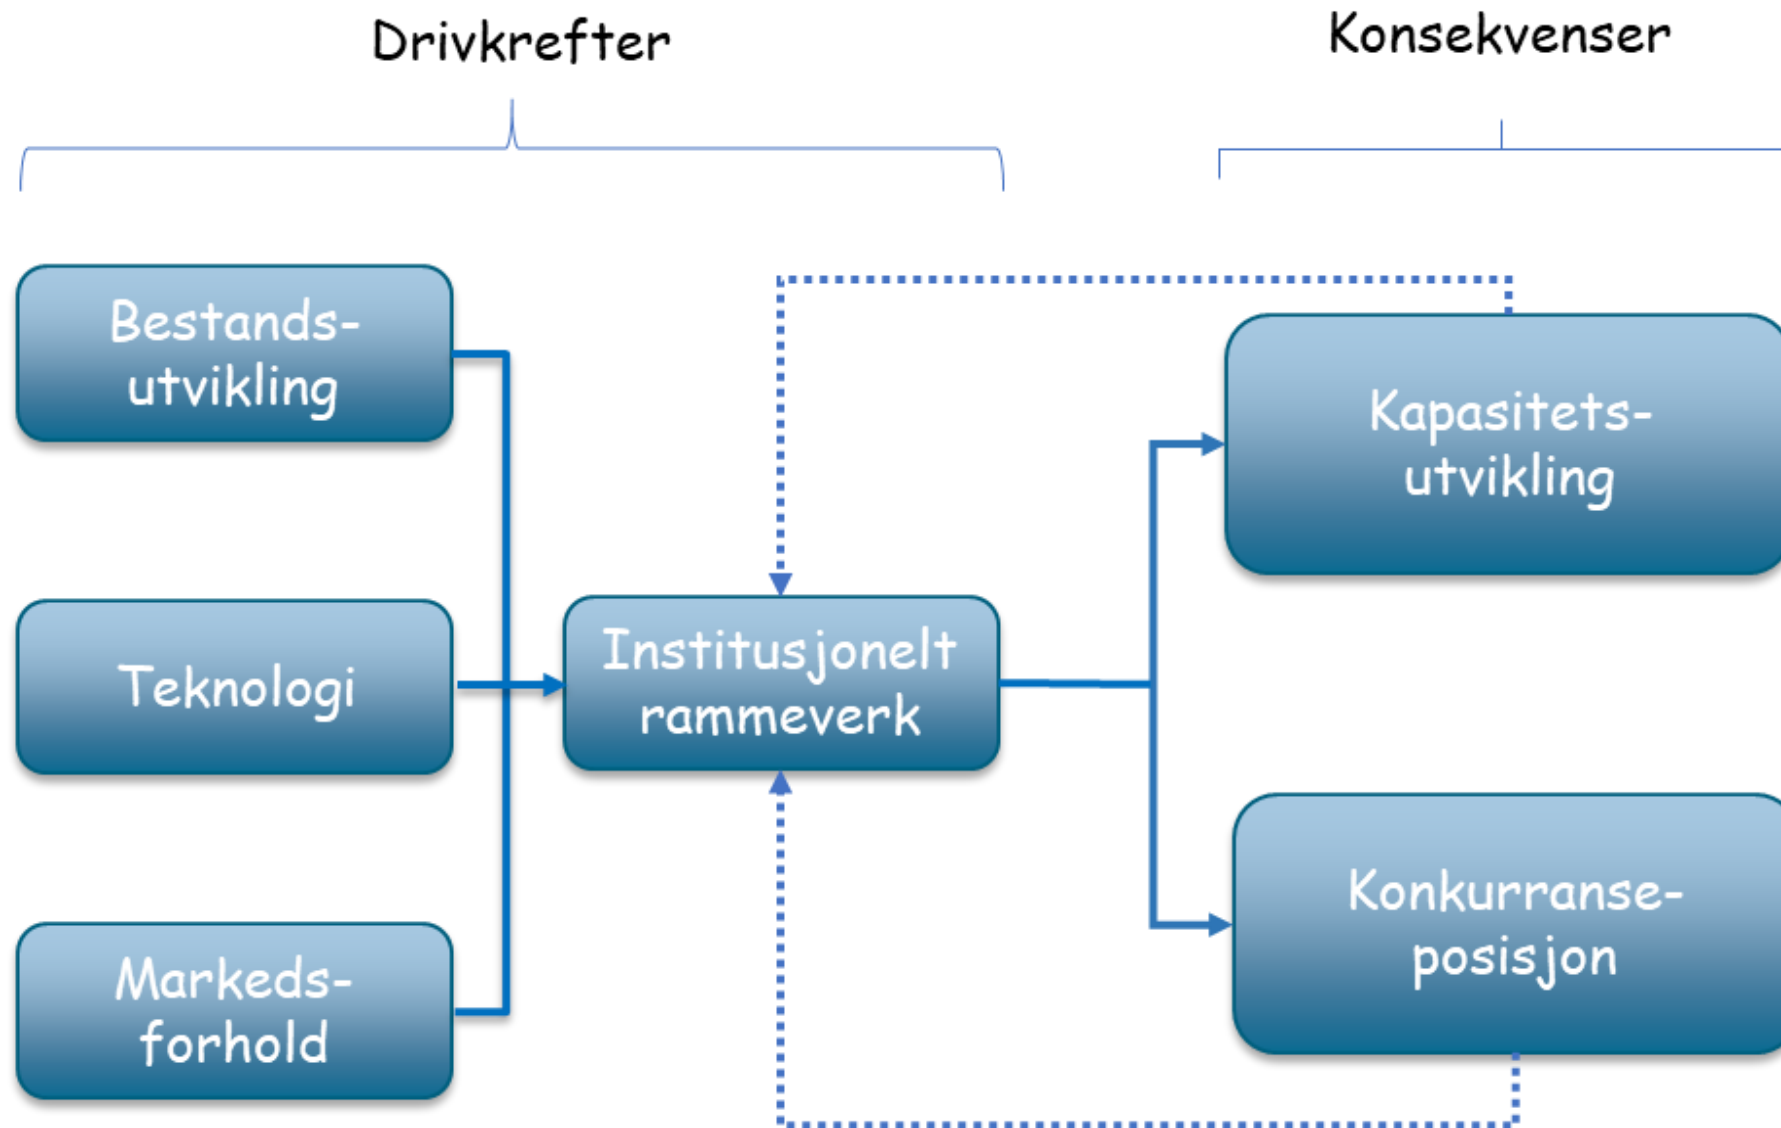 Drivkrefter
Konsekvenser
Bestands-
utvikling
Teknologi
Markeds-
forhold
Institusjonelt
rammeverk
Kapasitets-
utvikling
Konkurranse-
posisjon